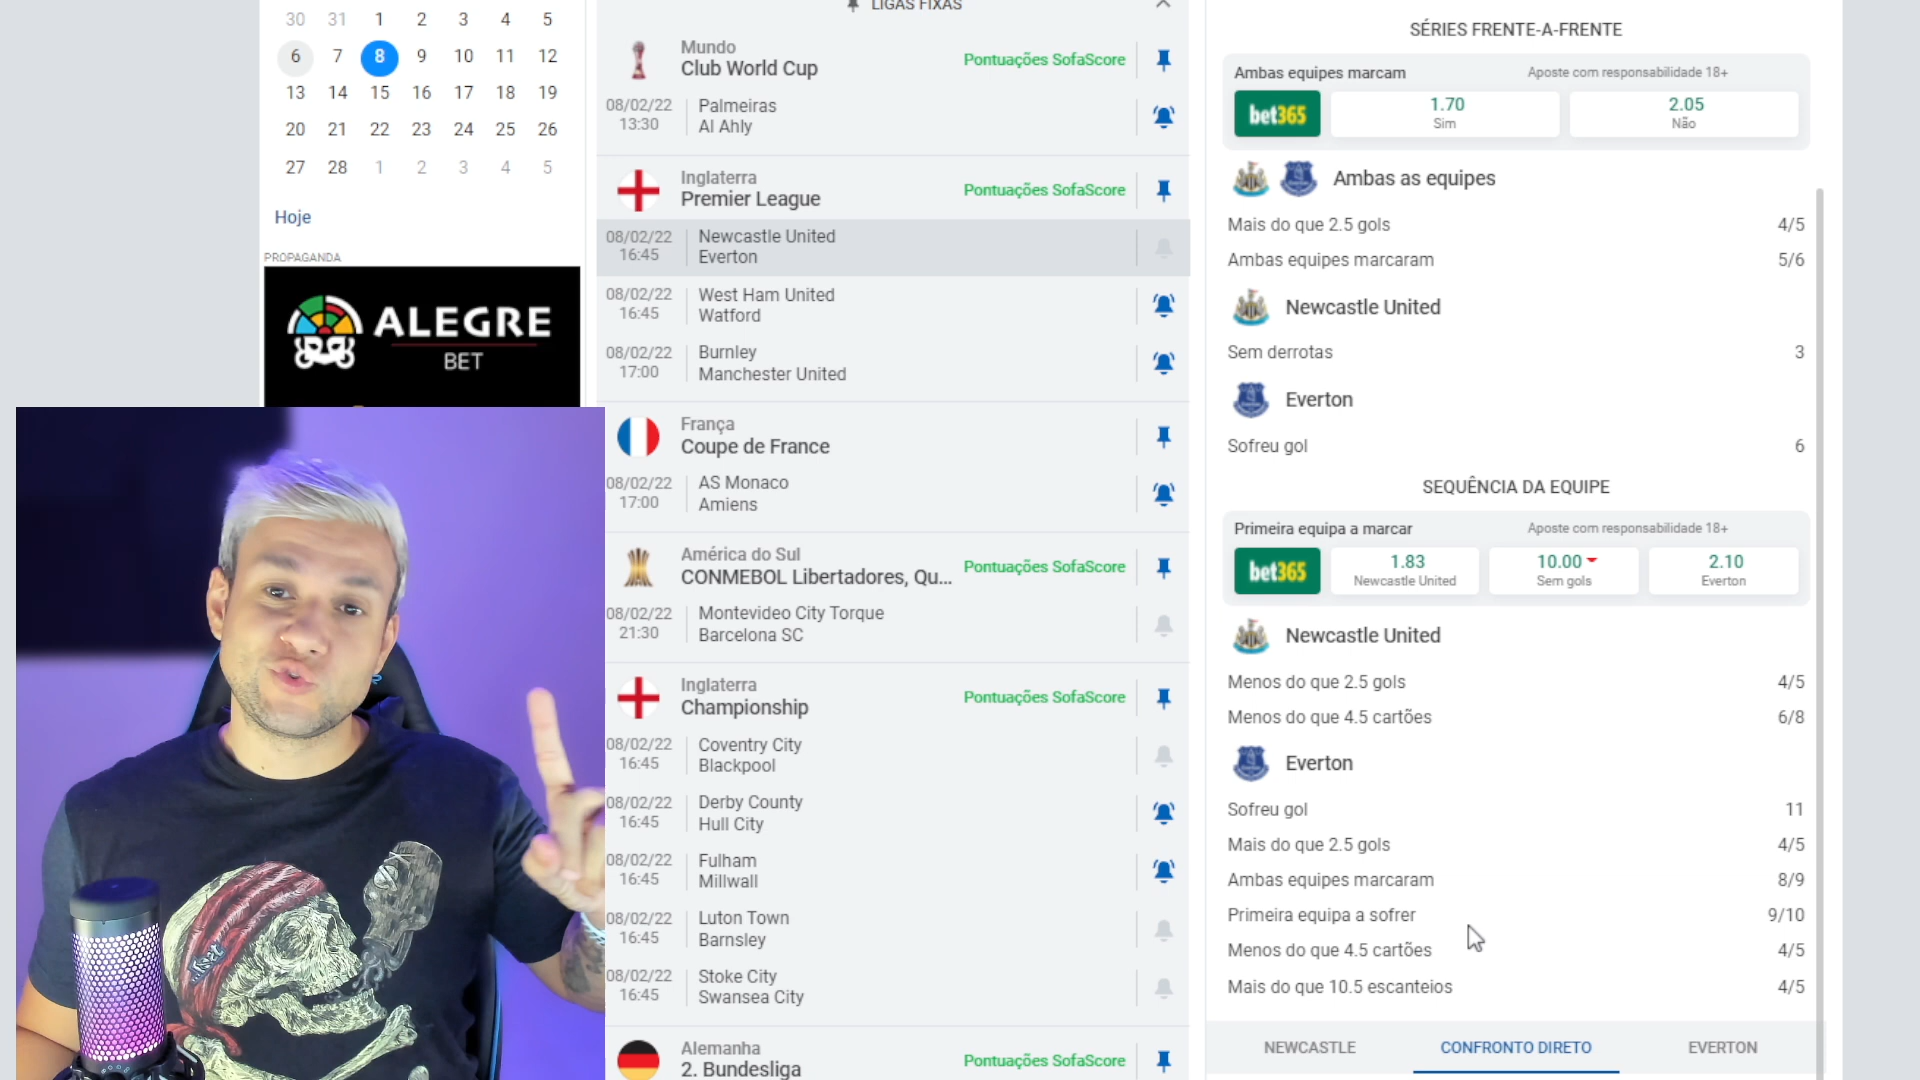 30 31 1 2 3 4 5
6 7 8 9 10 11 12
13 14 15 16 17 18 19
20 21 22 23 24 25 26
27 28 1 2 3 4 5
Hoje
PROPAGANDA
ALEGRE
BET
LIGAS FIXAS
Mundo
Club World Cup
Pontuações SofaScore
08/02/22 Palmeiras
13:30 Al Ahly
Inglaterra
Premier League
Pontuações SofaScore
08/02/22 Newcastle United
16:45 Everton
08/02/22 West Ham United
16:45 Watford
08/02/22 Burnley
17:00 Manchester United
França
Coupe de France
08/02/22 AS Monaco
17:00 Amiens
América do Sul
CONMEBOL Libertadores, Qu...
Pontuações SofaScore
08/02/22 Montevideo City Torque
21:30 Barcelona SC
Inglaterra
Championship
Pontuações SofaScore
08/02/22 Coventry City
16:45 Blackpool
08/02/22 Derby County
16:45 Hull City
08/02/22 Fulham
16:45 Millwall
08/02/22 Luton Town
16:45 Barnsley
08/02/22 Stoke City
16:45 Swansea City
Alemanha
2. Bundesliga
Pontuações SofaScore
SÉRIES FRENTE-A-FRENTE
Ambas equipes marcam Aposte com responsabilidade 18+
bet365 1.70 2.05
Sim Não
Ambas as equipes
Mais do que 2.5 gols 4/5
Ambas equipes marcaram 5/6
Newcastle United
Sem derrotas 3
Everton
Sofreu gol 6
SEQUÊNCIA DA EQUIPE
Primeira equipa a marcar Aposte com responsabilidade 18+
bet365 1.83 10.00 2.10
Newcastle United Sem gols Everton
Newcastle United
Menos do que 2.5 gols 4/5
Menos do que 4.5 cartões 6/8
Everton
Sofreu gol 11
Mais do que 2.5 gols 4/5
Ambas equipes marcaram 8/9
Primeira equipa a sofrer 9/10
Menos do que 4.5 cartões 4/5
Mais do que 10.5 escanteios 4/5
NEWCASTLE CONFRONTO DIRETO EVERTON